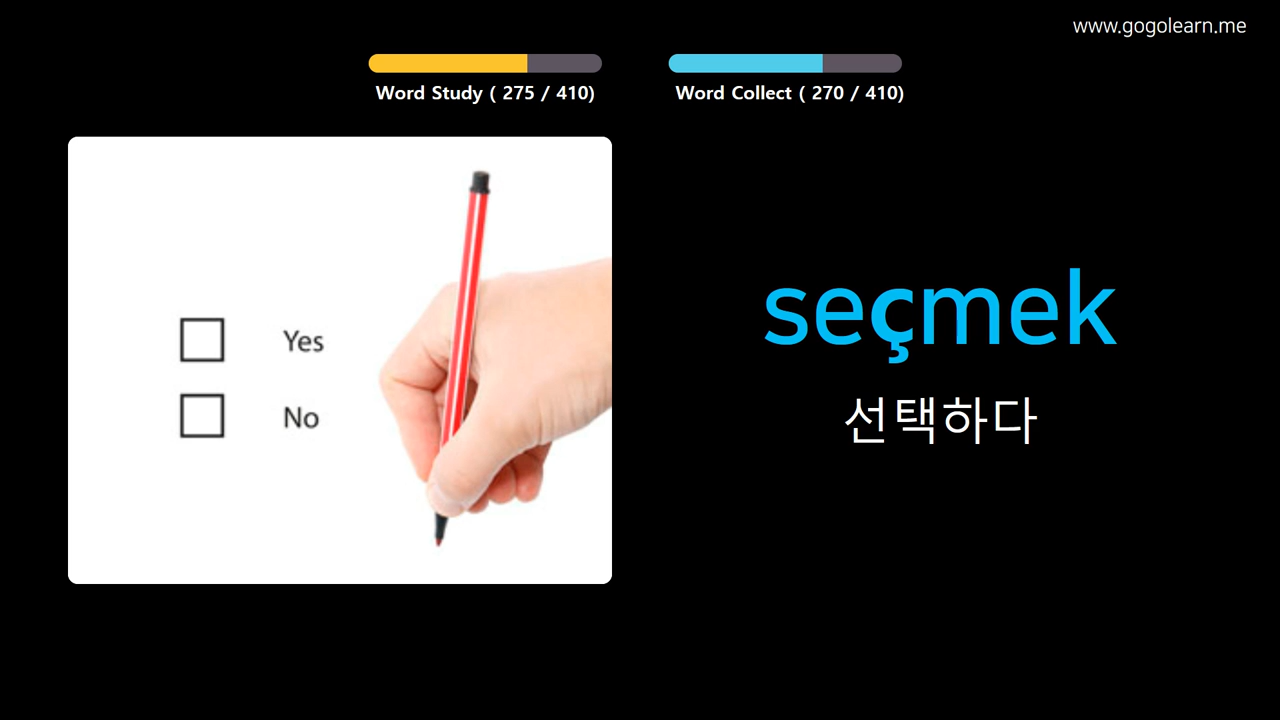 www.gogolearn.me
Word Study ( 275 / 410)
Word Collect ( 270 / 410)
Yes
No
seçmek
선택하다